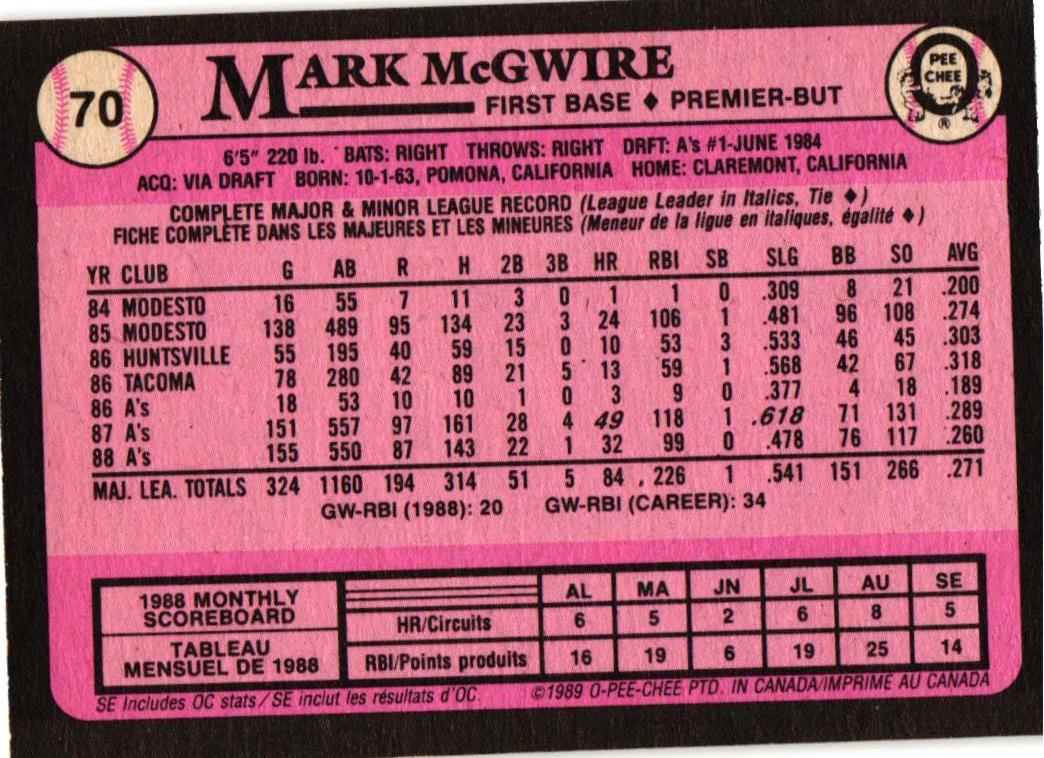 70
MARK McGWIRE
O
PEE
CHEE
®
FIRST BASE ♦ PREMIER-BUT
6'5" 220 lb. BATS: RIGHT THROWS: RIGHT DRFT: A's #1-JUNE 1984
ACQ: VIA DRAFT BORN: 10-1-63, POMONA, CALIFORNIA HOME: CLAREMONT, CALIFORNIA
COMPLETE MAJOR & MINOR LEAGUE RECORD (League Leader in Italics, Tie ♦)
FICHE COMPLÈTE DANS LES MAJEURES ET LES MINEURES (Meneur de la ligue en italiques, égalité ♦)
YR CLUB G AB R H 2B 3B HR RBI SB SLG BB SO AVG
84 MODESTO 16 55 7 11 3 0 1 1 0 .309 8 21 .200
85 MODESTO 138 489 95 134 23 3 24 106 1 .481 96 108 .274
86 HUNTSVILLE 55 195 40 59 15 0 10 53 3 .533 46 45 .303
86 TACOMA 78 280 42 89 21 5 13 59 1 .568 42 67 .318
86 A's 18 53 10 10 1 0 3 9 0 .377 4 18 .189
87 A's 151 557 97 161 28 4 49 118 1 .618 71 131 .289
88 A's 155 550 87 143 22 1 32 99 0 .478 76 117 .260
MAJ. LEA. TOTALS 324 1160 194 314 51 5 84 226 1 .541 151 266 .271
GW-RBI (1988): 20 GW-RBI (CAREER): 34
1988 MONTHLY
SCOREBOARD
TABLEAU
MENSUEL DE 1988
AL MA JN JL AU SE
HR/Circuits 6 5 2 6 8 5
RBI/Points produits 16 19 6 19 25 14
SE Includes OC stats / SE inclut les résultats d'OC. ©1989 O-PEE-CHEE PTD. IN CANADA/IMPRIMÉ AU CANADA